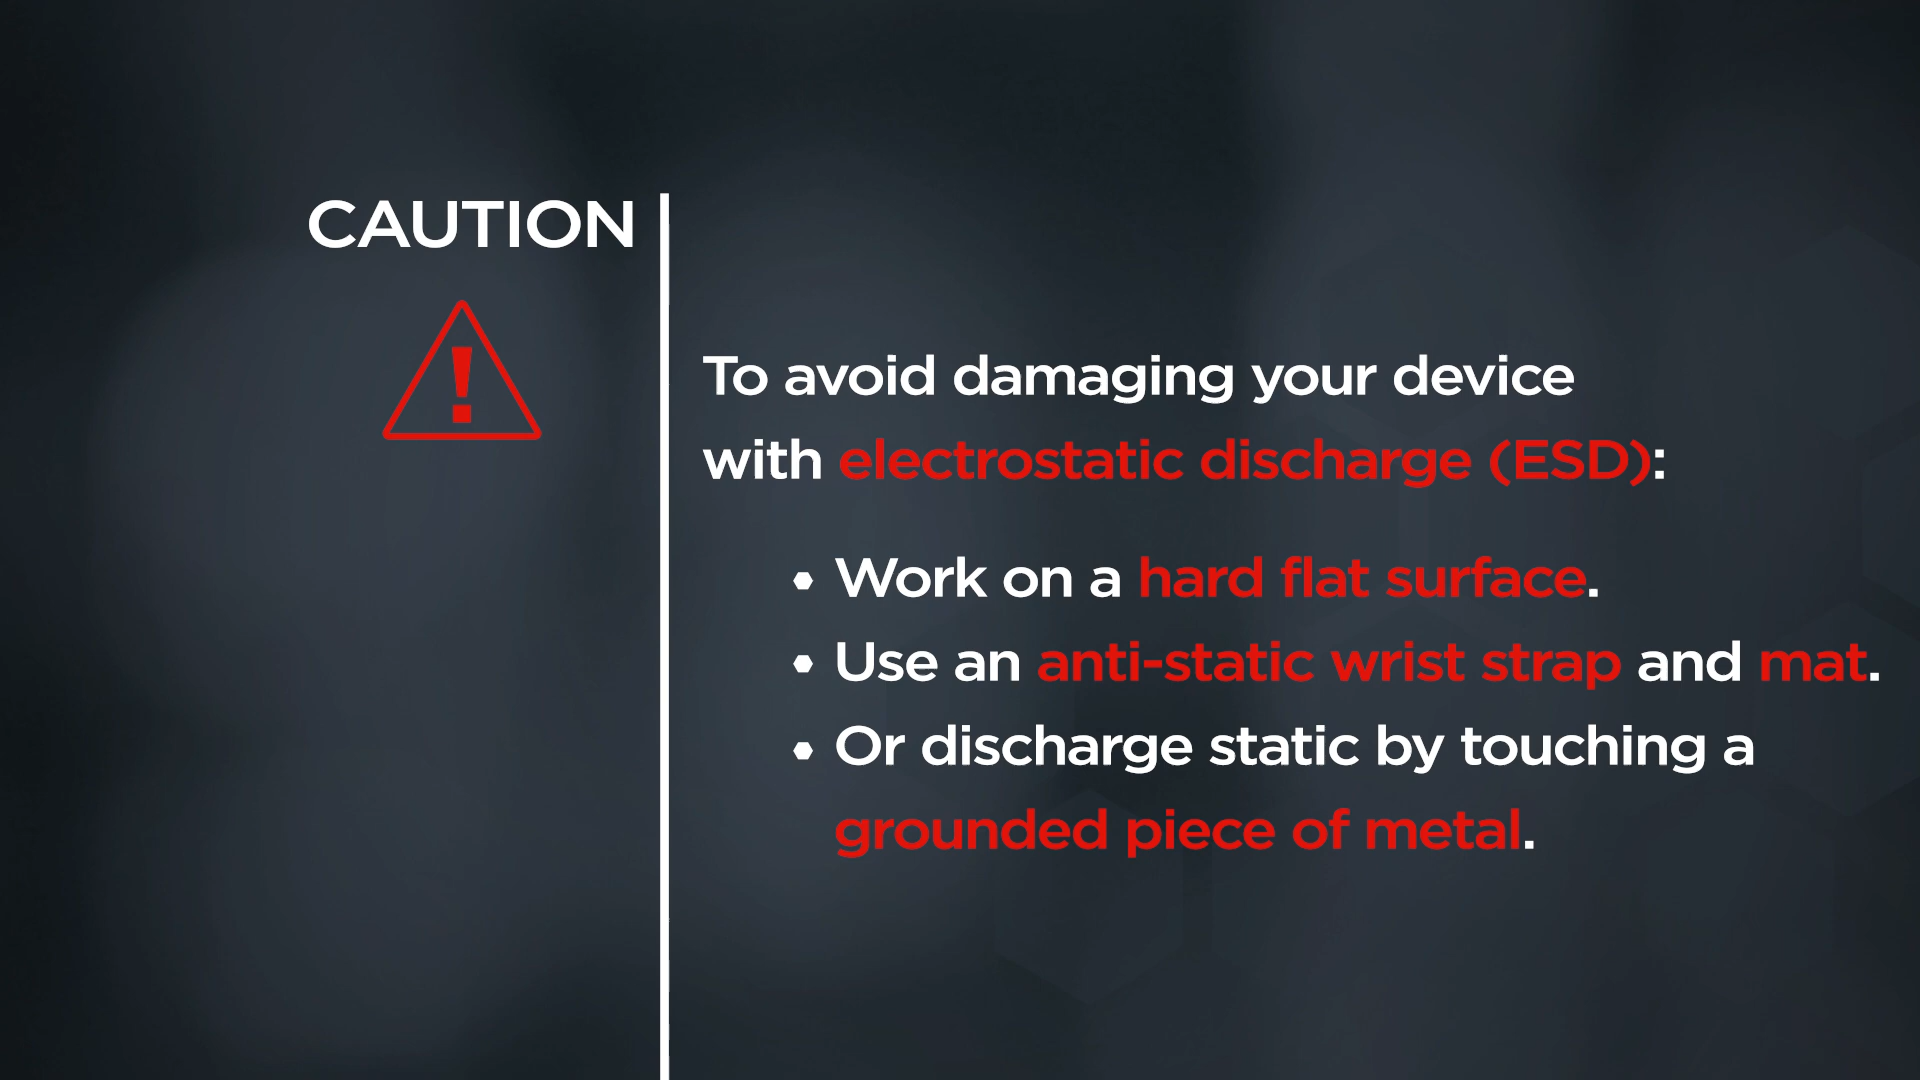 CAUTION
!
To avoid damaging your device
with electrostatic discharge (ESD):
• Work on a hard flat surface.
• Use an anti-static wrist strap and mat.
• Or discharge static by touching a
grounded piece of metal.